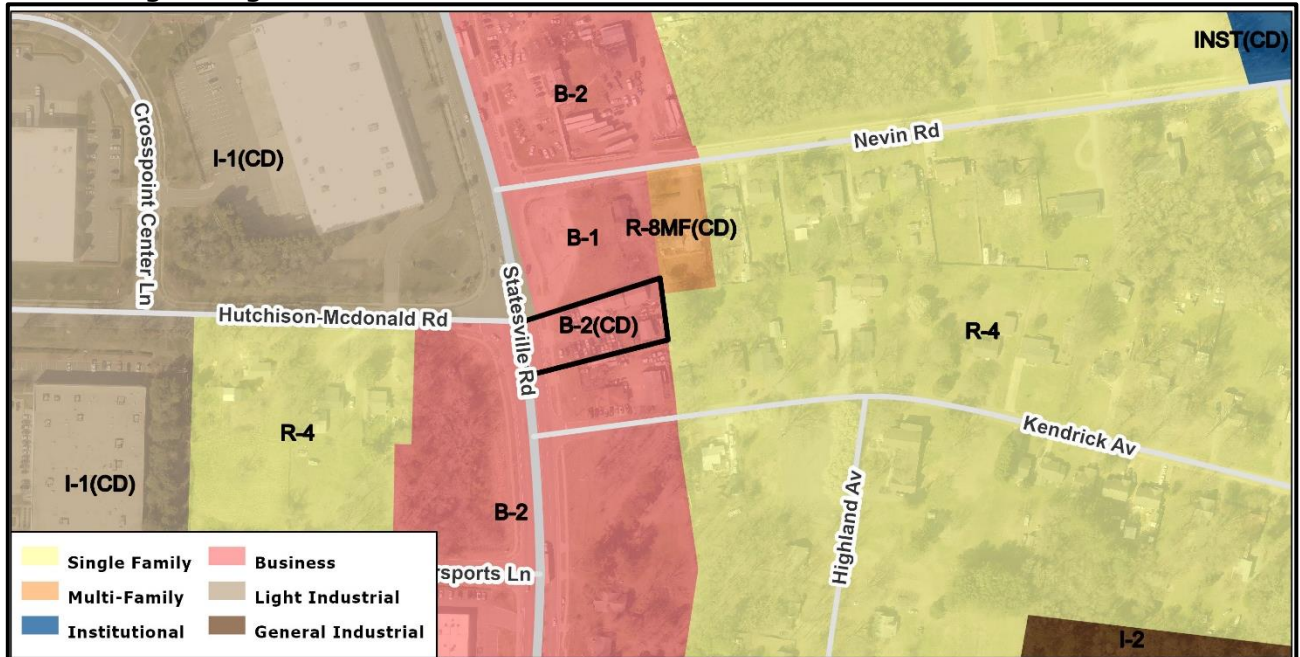 INST(CD)
B-2
Nevin Rd
Crosspoint Center Ln
I-1(CD)
R-8MF(CD)
B-1
Statesville Rd
Hutchison-Mcdonald Rd
B-2(CD)
R-4
R-4
Kendrick Av
I-1(CD)
B-2
Highland Av
rsports Ln
Single Family
Business
Multi-Family
Light Industrial
Institutional
General Industrial
I-2